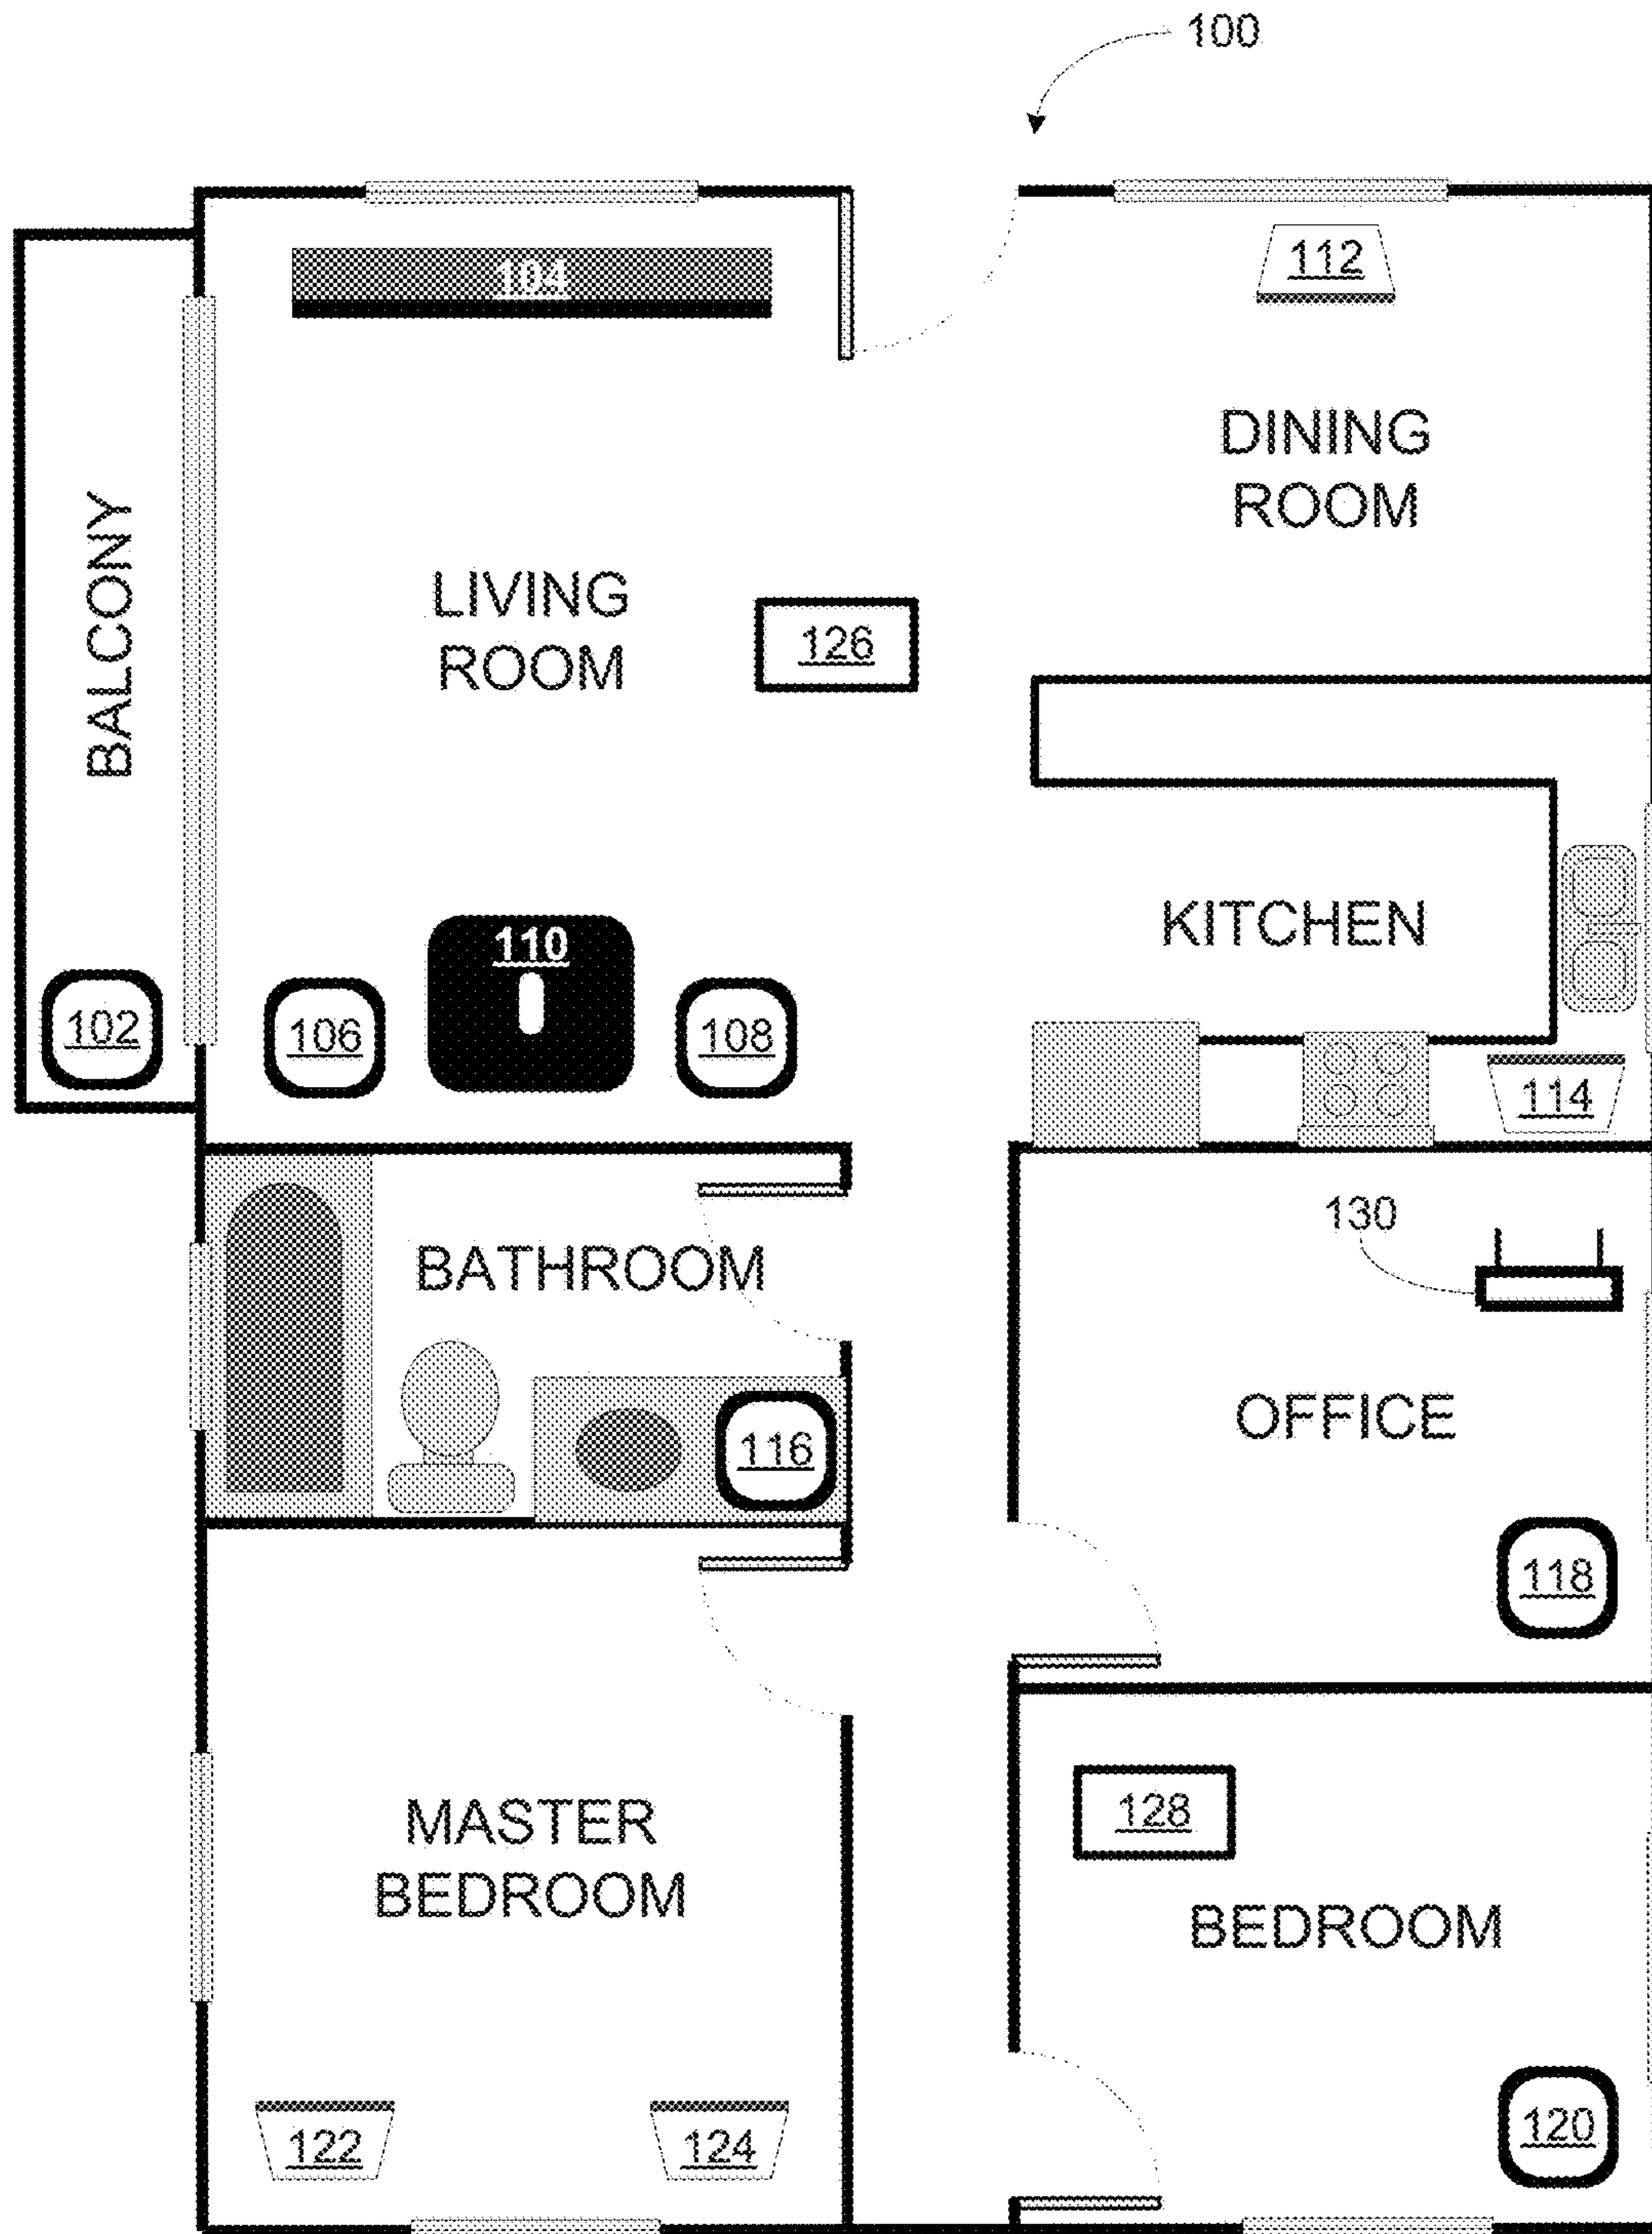 100
104
112
DINING
ROOM
BALCONY
LIVING
ROOM
126
KITCHEN
110
102
106
108
114
130
BATHROOM
OFFICE
116
118
128
MASTER
BEDROOM
BEDROOM
122
124
120